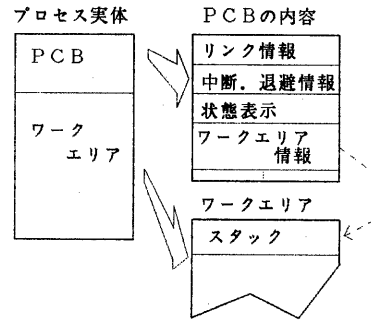 プロセス実体
PCB
ワーク
エリア
PCBの内容
リンク情報
中断．退避情報
状態表示
ワークエリア
情報
ワークエリア
スタック